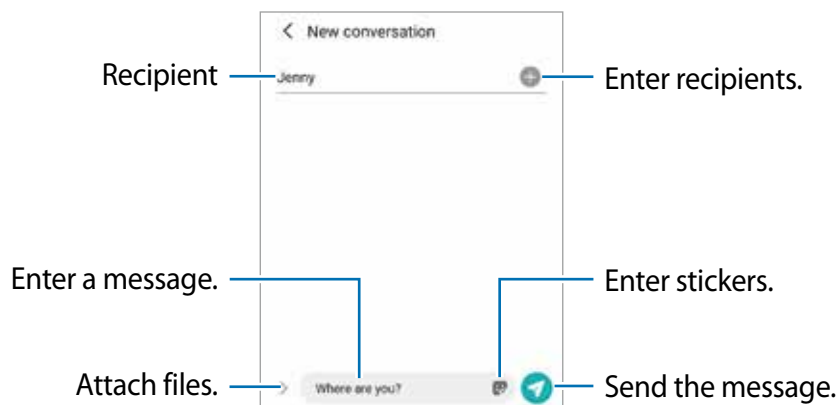 New conversation
Recipient
Jenny
Enter recipients.
Enter a message.
Enter stickers.
Attach files.
Where are you?
Send the message.